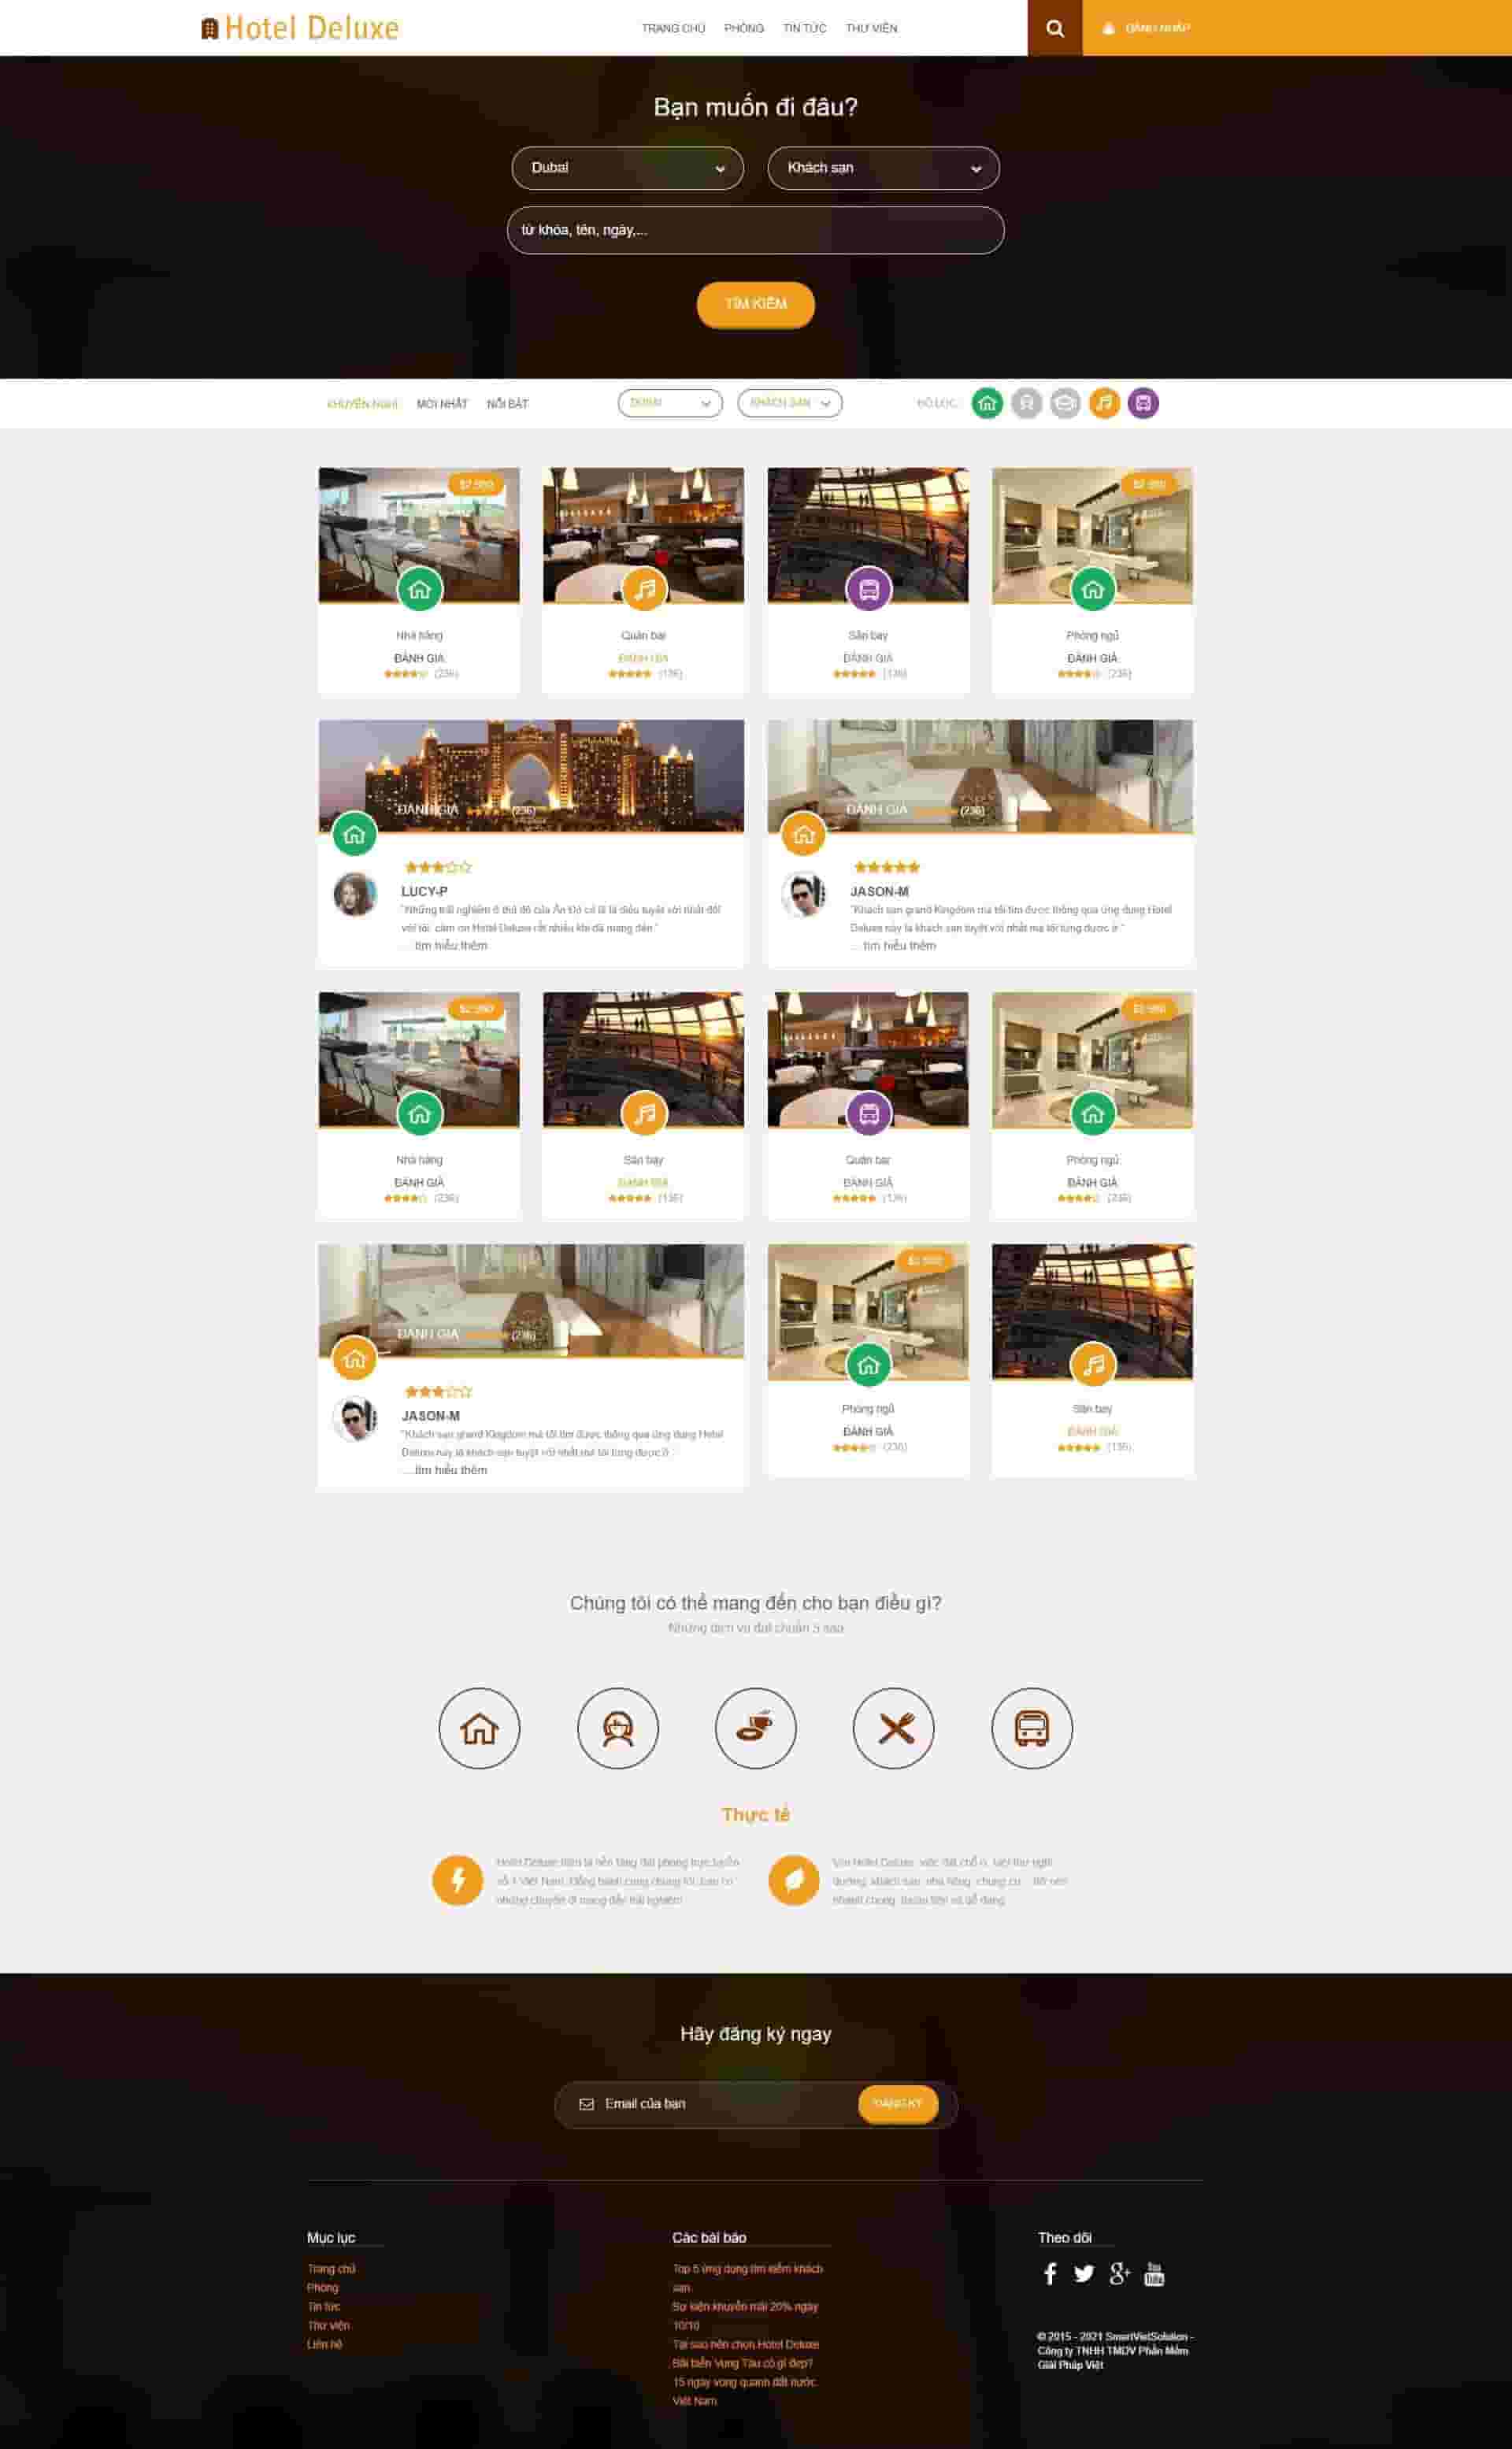 Hotel Deluxe
TRANG CHỦ PHÒNG TIN TỨC THƯ VIỆN
ĐĂNG NHẬP
Bạn muốn đi đâu?
Dubai
Khách sạn
từ khóa, tên, ngày,...
TÌM KIẾM
KHUYẾN NGHỊ MỚI NHẤT NỔI BẬT
DUBAI
KHÁCH SẠN
BỘ LỌC
Nhà hàng
ĐÁNH GIÁ
(236)
Quán bar
ĐÁNH GIÁ
(136)
Sân bay
ĐÁNH GIÁ
(136)
Phòng ngủ
ĐÁNH GIÁ
(236)
ĐÁNH GIÁ (236)
LUCY-P
"Những trải nghiệm ở thủ đô của Ấn Độ có lẽ là điều tuyệt vời nhất đối
với tôi, cảm ơn Hotel Deluxe rất nhiều khi đã mang đến."
... tìm hiểu thêm
ĐÁNH GIÁ (236)
JASON-M
"Khách sạn grand Kingdom mà tôi tìm được thông qua ứng dụng Hotel
Deluxe này là khách sạn tuyệt vời nhất mà tôi từng được ở."
... tìm hiểu thêm
Nhà hàng
ĐÁNH GIÁ
(236)
Sân bay
ĐÁNH GIÁ
(136)
Quán bar
ĐÁNH GIÁ
(136)
Phòng ngủ
ĐÁNH GIÁ
(236)
ĐÁNH GIÁ (236)
JASON-M
"Khách sạn grand Kingdom mà tôi tìm được thông qua ứng dụng Hotel
Deluxe này là khách sạn tuyệt vời nhất mà tôi từng được ở."
... tìm hiểu thêm
Phòng ngủ
ĐÁNH GIÁ
(236)
Sân bay
ĐÁNH GIÁ
(136)
Chúng tôi có thể mang đến cho bạn điều gì?
Những dịch vụ đạt chuẩn 5 sao
Thực tế
Hotel Deluxe hiện là nền tảng đặt phòng trực tuyến
số 1 Việt Nam. Đồng hành cùng chúng tôi, bạn có
những chuyến đi mang đầy trải nghiệm
Với Hotel Deluxe, việc đặt chỗ ở, biệt thự nghỉ
dưỡng, khách sạn, nhà hàng, chung cư... trở nên
nhanh chóng, thuận tiện và dễ dàng
Hãy đăng ký ngay
Email của bạn
ĐĂNG KÝ
Mục lục
Trang chủ
Phòng
Tin tức
Thư viện
Liên hệ
Các bài báo
Top 5 ứng dụng tìm kiếm khách
sạn
Sự kiện khuyến mãi 20% ngày
10/10
Tại sao nên chọn Hotel Deluxe
Bãi biển Vũng Tàu có gì đẹp?
15 ngày vòng quanh đất nước
Việt Nam
Theo dõi
© 2015 - 2021 SmartVietSolution -
Công ty TNHH TMDV Phần Mềm
Giải Pháp Việt